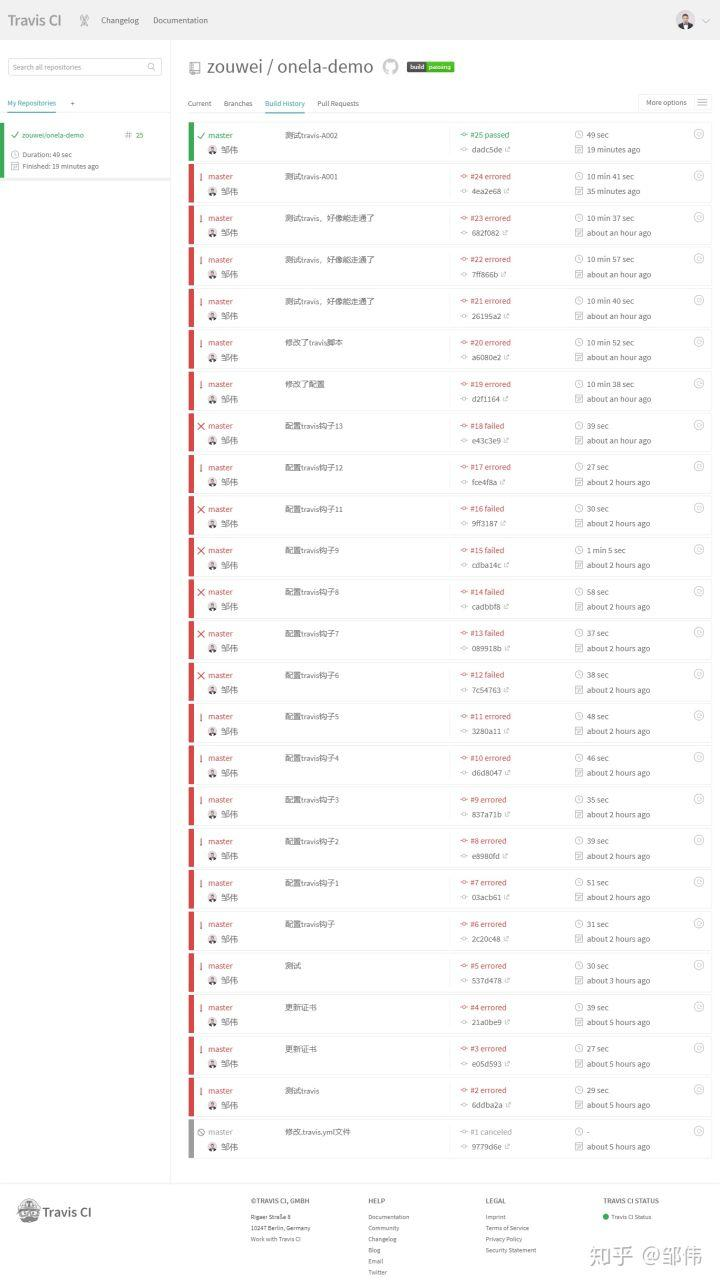 Travis CI Changelog Documentation
Search all repositories
My Repositories +
zouwei/onela-demo # 25
Duration: 49 sec
Finished: 19 minutes ago
zouwei / onela-demo build passing
Current Branches Build History Pull Requests More options
master 测试travis-A002 #25 passed 49 sec
邹伟 dadc5de 19 minutes ago
master 测试travis-A001 #24 errored 10 min 41 sec
邹伟 4ea2e68 35 minutes ago
master 测试travis，好像能走通了 #23 errored 10 min 37 sec
邹伟 682f082 about an hour ago
master 测试travis，好像能走通了 #22 errored 10 min 57 sec
邹伟 7ff866b about an hour ago
master 测试travis，好像能走通了 #21 errored 10 min 40 sec
邹伟 26195a2 about an hour ago
master 修改了travis脚本 #20 errored 10 min 52 sec
邹伟 a6080e2 about an hour ago
master 修改了配置 #19 errored 10 min 38 sec
邹伟 d2f1164 about an hour ago
master 配置travis钩子13 #18 failed 39 sec
邹伟 e43c3e9 about an hour ago
master 配置travis钩子12 #17 errored 27 sec
邹伟 fce4f8a about 2 hours ago
master 配置travis钩子11 #16 failed 30 sec
邹伟 9ff3187 about 2 hours ago
master 配置travis钩子9 #15 failed 1 min 5 sec
邹伟 cdba14c about 2 hours ago
master 配置travis钩子8 #14 failed 58 sec
邹伟 cadbbf8 about 2 hours ago
master 配置travis钩子7 #13 failed 37 sec
邹伟 089918b about 2 hours ago
master 配置travis钩子6 #12 failed 38 sec
邹伟 7c54763 about 2 hours ago
master 配置travis钩子5 #11 errored 48 sec
邹伟 3280a11 about 2 hours ago
master 配置travis钩子4 #10 errored 46 sec
邹伟 d6d8047 about 2 hours ago
master 配置travis钩子3 #9 errored 35 sec
邹伟 837a71b about 2 hours ago
master 配置travis钩子2 #8 errored 39 sec
邹伟 e8980fd about 2 hours ago
master 配置travis钩子1 #7 errored 51 sec
邹伟 03acb61 about 2 hours ago
master 配置travis钩子 #6 errored 31 sec
邹伟 2c20c48 about 2 hours ago
master 测试 #5 errored 30 sec
邹伟 537d478 about 3 hours ago
master 更新证书 #4 errored 39 sec
邹伟 21a0be9 about 5 hours ago
master 更新证书 #3 errored 27 sec
邹伟 e05d593 about 5 hours ago
master 测试travis #2 errored 29 sec
邹伟 6ddba2a about 5 hours ago
master 修改.travis.yml文件 #1 canceled -
邹伟 9779d6e about 5 hours ago
Travis CI
©TRAVIS CI, GMBH
Rigaer Straße 8
10247 Berlin, Germany
Work with Travis CI
HELP
Documentation
Community
Changelog
Blog
Email
Twitter
LEGAL
Imprint
Terms of Service
Privacy Policy
Security Statement
TRAVIS CI STATUS
Travis CI Status
知乎 @邹伟